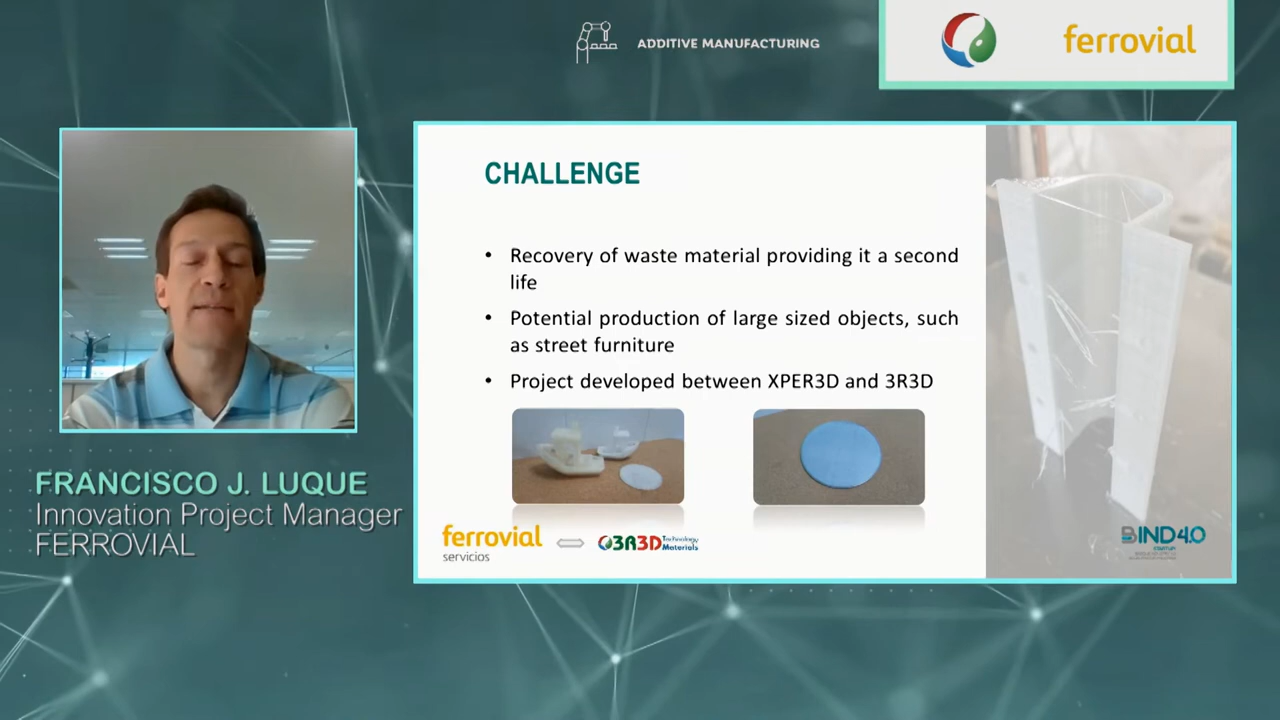 ADDITIVE MANUFACTURING
ferrovial
CHALLENGE
• Recovery of waste material providing it a second
life
• Potential production of large sized objects, such
as street furniture
• Project developed between XPER3D and 3R3D
FRANCISCO J. LUQUE
Innovation Project Manager
FERROVIAL
ferrovial
servicios
3R3D Technology
Materials
BIND 4.0